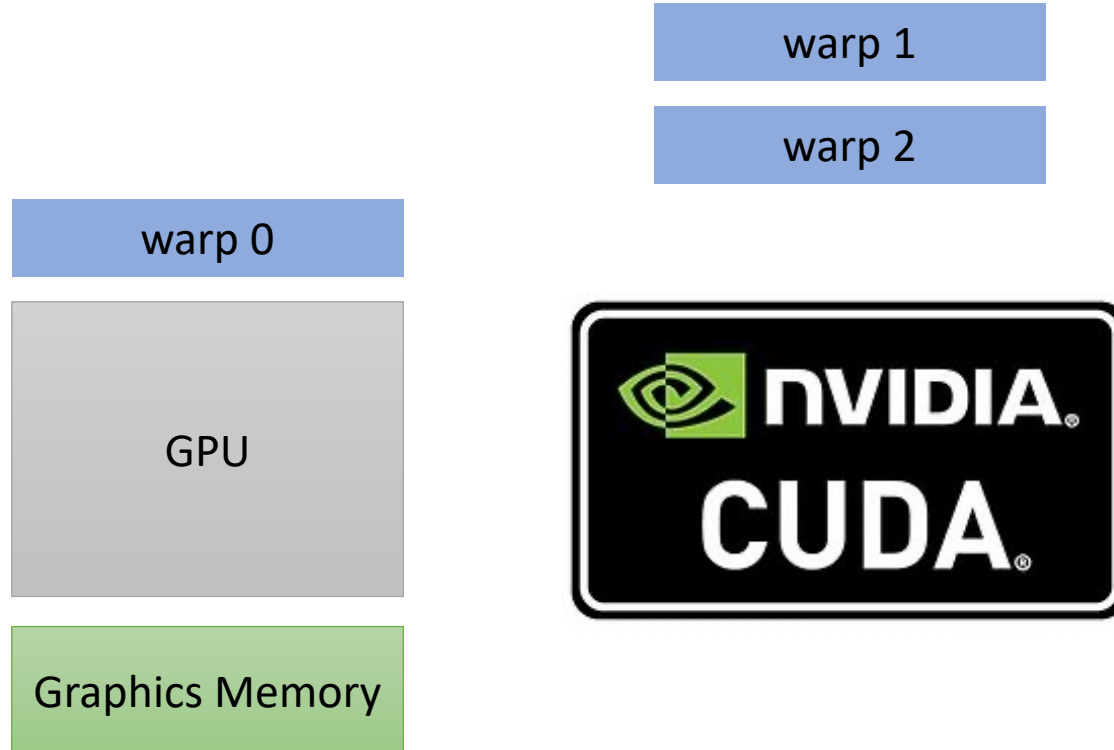 warp 1
warp 2
warp 0
GPU
NVIDIA®
CUDA®
Graphics Memory